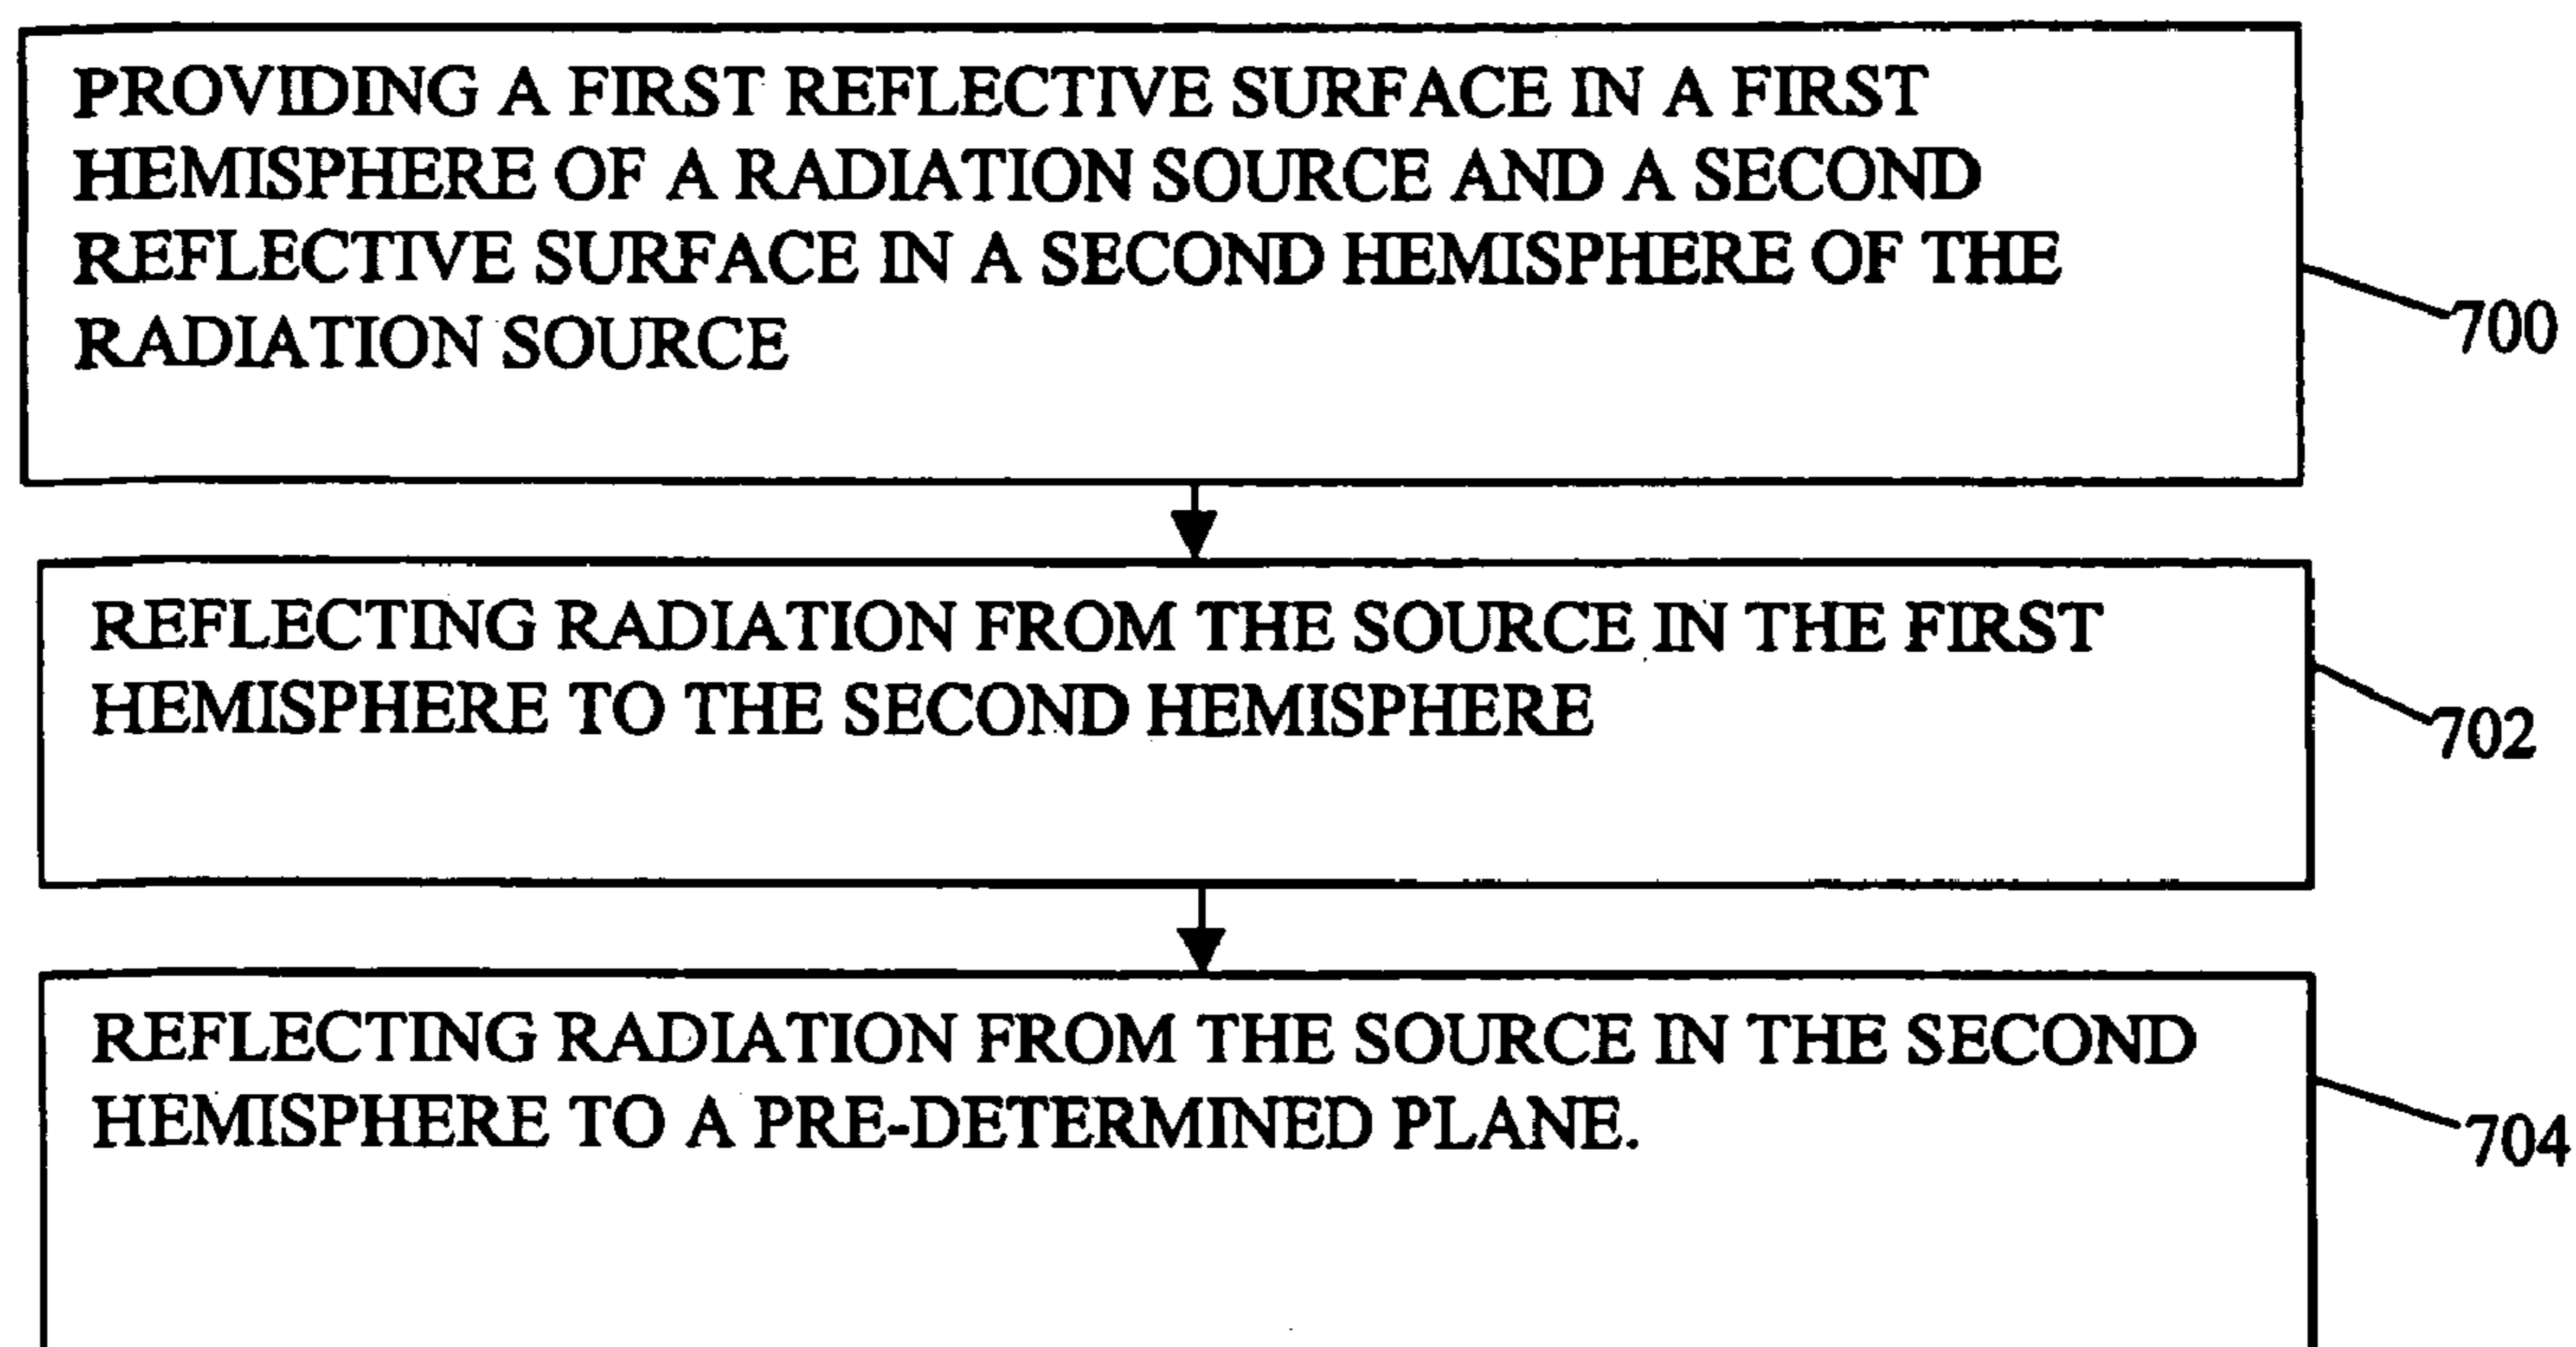 PROVIDING A FIRST REFLECTIVE SURFACE IN A FIRST
HEMISPHERE OF A RADIATION SOURCE AND A SECOND
REFLECTIVE SURFACE IN A SECOND HEMISPHERE OF THE
RADIATION SOURCE
700
REFLECTING RADIATION FROM THE SOURCE IN THE FIRST
HEMISPHERE TO THE SECOND HEMISPHERE
702
REFLECTING RADIATION FROM THE SOURCE IN THE SECOND
HEMISPHERE TO A PRE-DETERMINED PLANE.
704